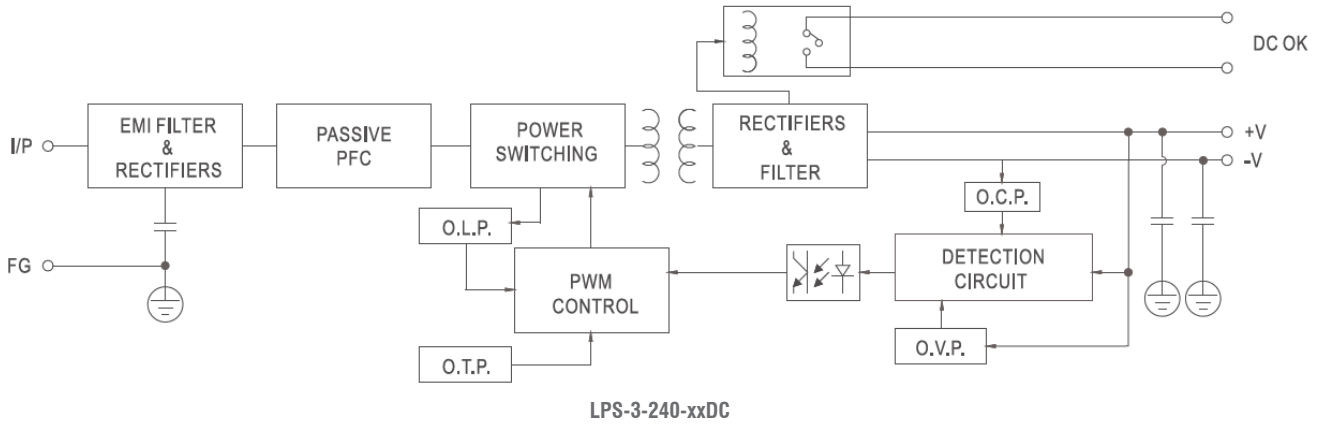 DC OK
I/P
EMI FILTER
&
RECTIFIERS
PASSIVE
PFC
POWER
SWITCHING
RECTIFIERS
&
FILTER
+V
-V
O.L.P.
O.C.P.
FG
PWM
CONTROL
DETECTION
CIRCUIT
O.T.P.
O.V.P.
LPS-3-240-xxDC